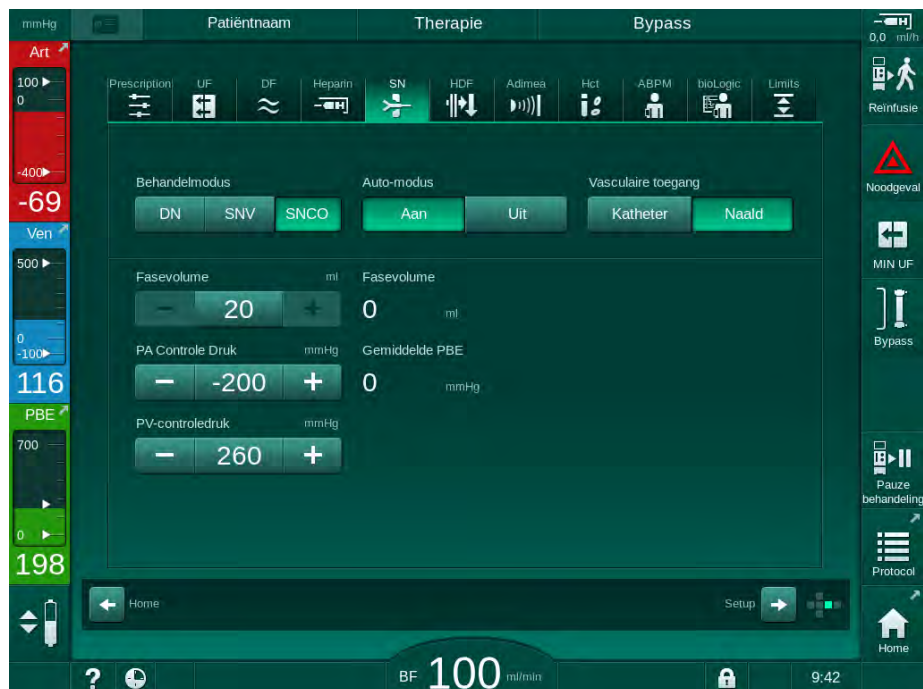 mmHg Patiëntnaam Therapie Bypass
0,0 ml/h
Art
100
0
-400
-69
Ven
500
0
-100
116
PBE
700
0
198
Prescription UF DF Heparin SN HDF Adimea Hct ABPM bioLogic Limits
Behandelmodus Auto-modus Vasculaire toegang
DN SNV SNCO Aan Uit Katheter Naald
Fasevolume ml Fasevolume
20 0 ml
PA Controle Druk mmHg Gemiddelde PBE
-200 0 mmHg
PV-controledruk mmHg
260
Home Setup
Reïnfusie
Noodgeval
MIN UF
Bypass
Pauze
behandeling
Protocol
Home
? BF 100 ml/min 9:42